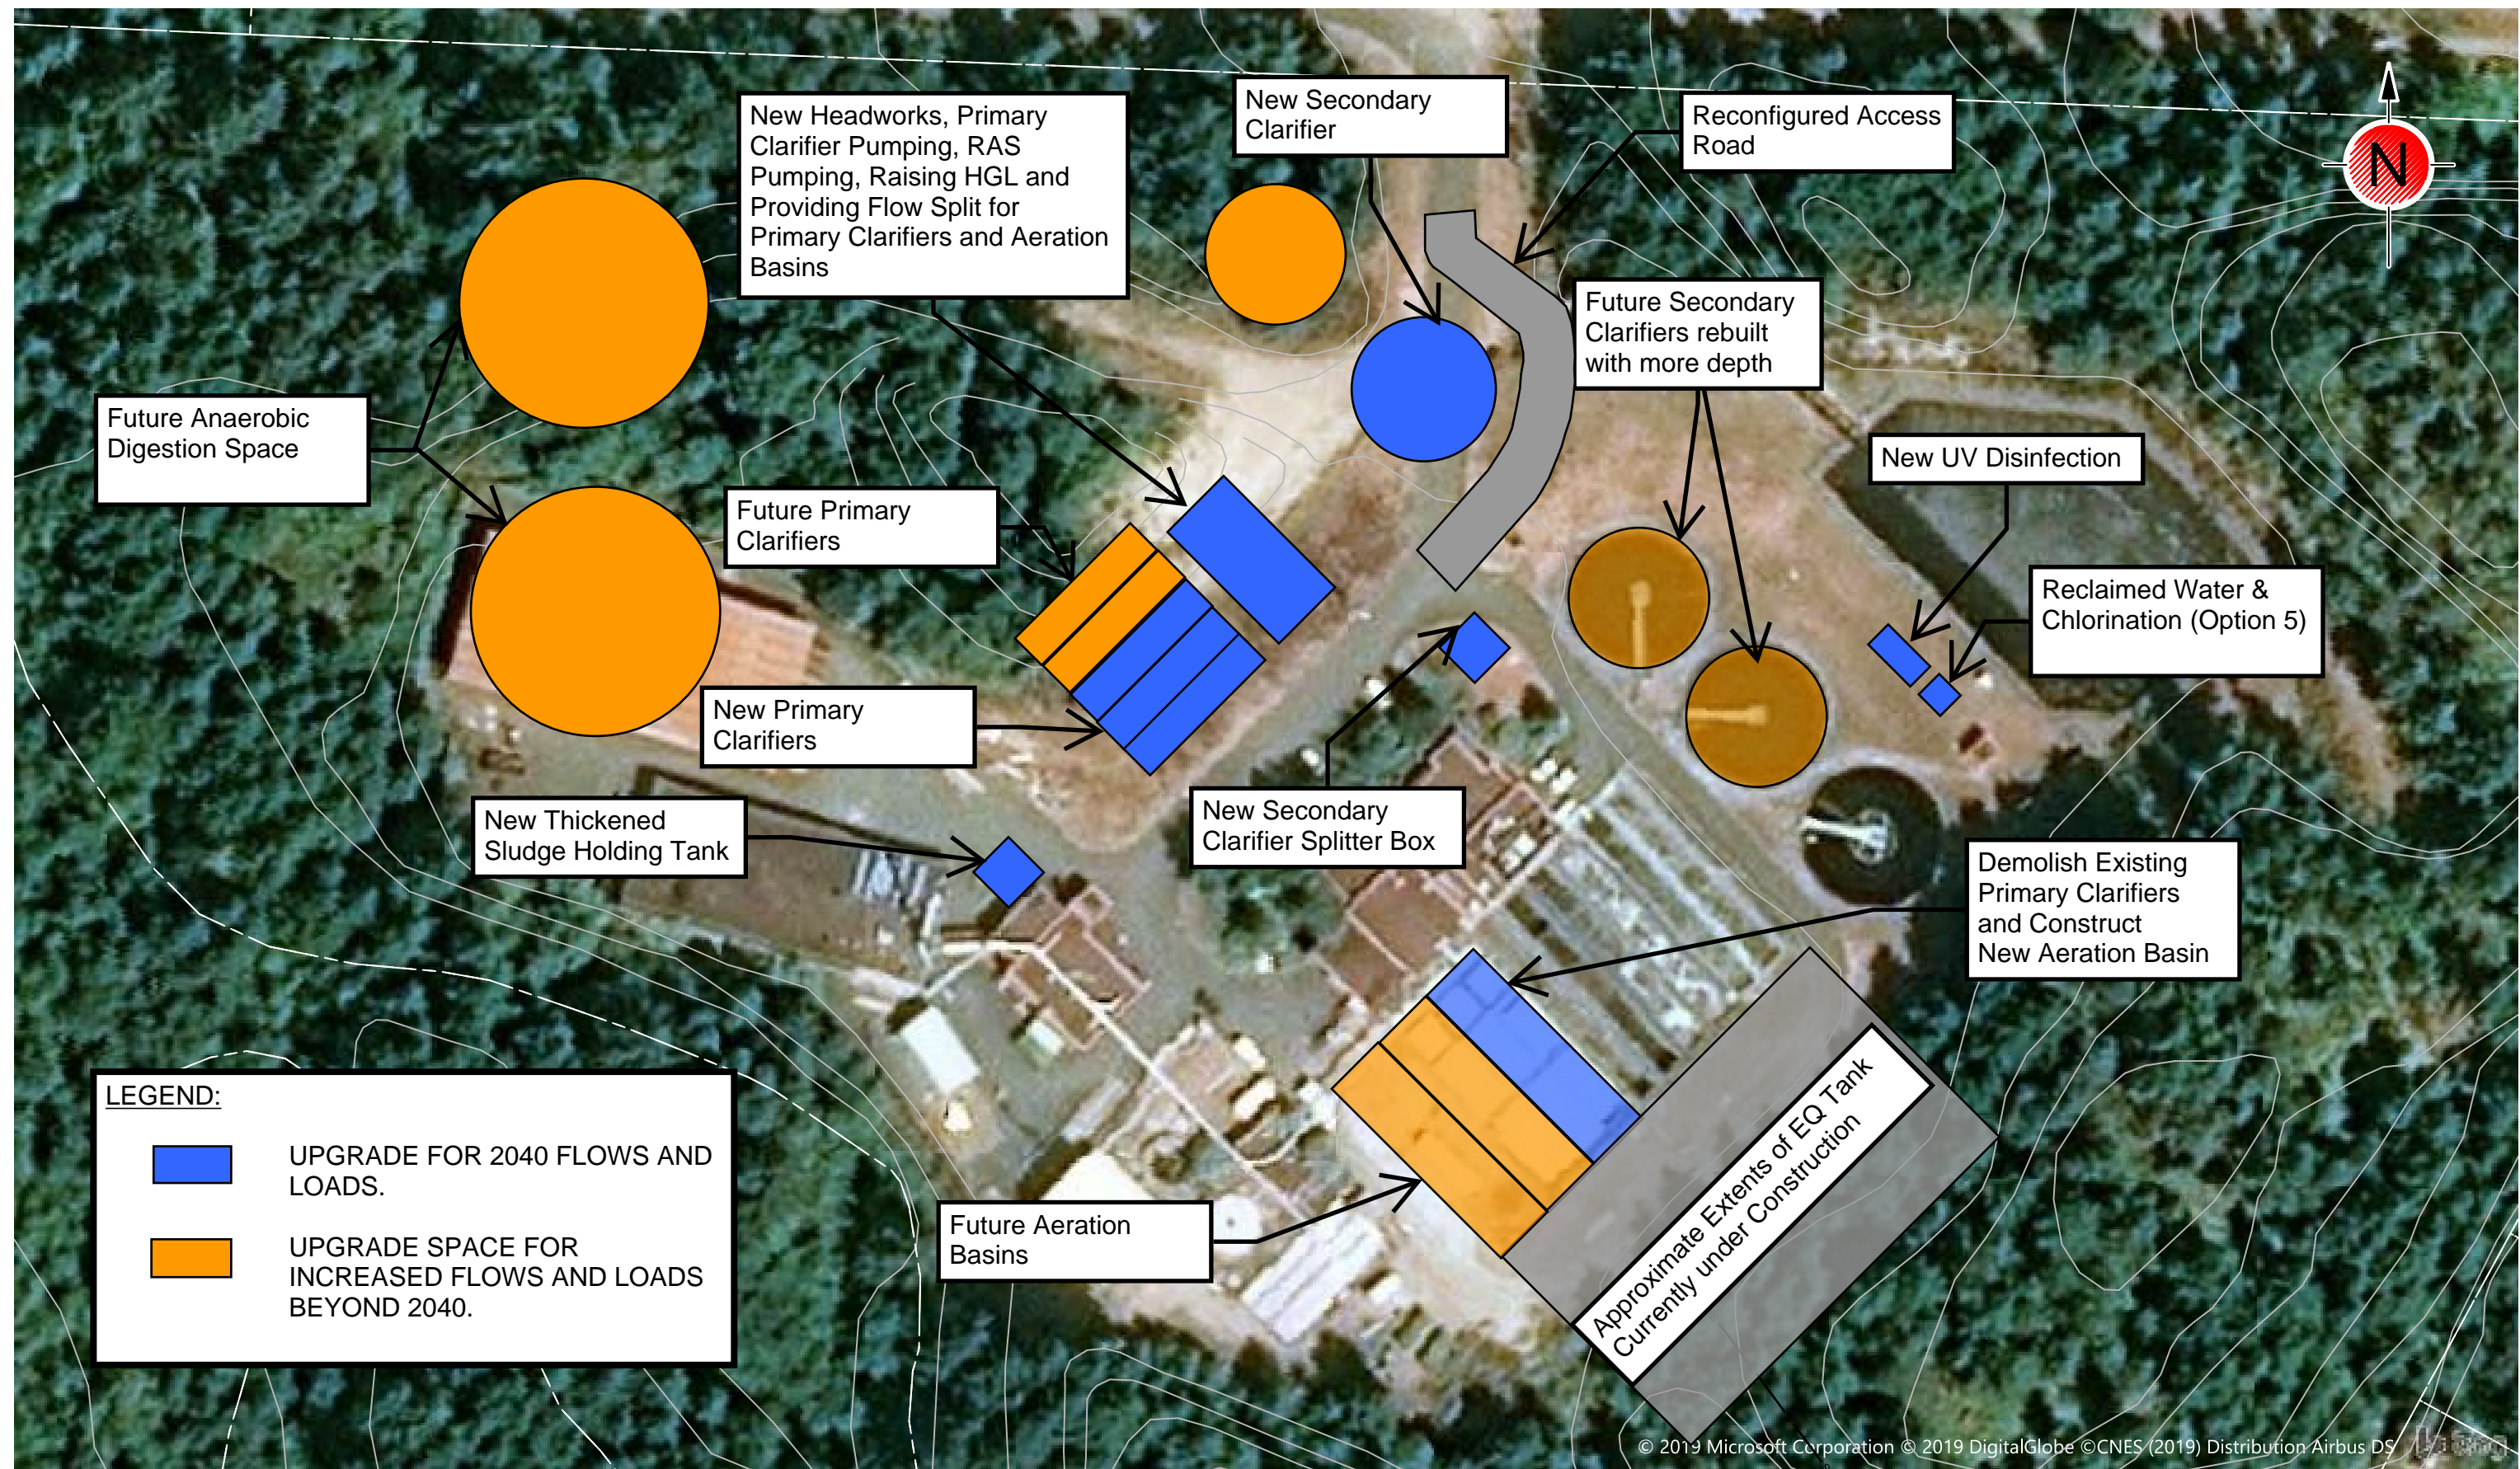 New Headworks, Primary
Clarifier Pumping, RAS
Pumping, Raising HGL and
Providing Flow Split for
Primary Clarifiers and Aeration
Basins
New Secondary
Clarifier
Reconfigured Access
Road
N
Future Secondary
Clarifiers rebuilt
with more depth
Future Anaerobic
Digestion Space
New UV Disinfection
Future Primary
Clarifiers
Reclaimed Water &
Chlorination (Option 5)
New Primary
Clarifiers
New Thickened
Sludge Holding Tank
New Secondary
Clarifier Splitter Box
Demolish Existing
Primary Clarifiers
and Construct
New Aeration Basin
Approximate Extents of EQ Tank
Currently under Construction
Future Aeration
Basins
LEGEND:
UPGRADE FOR 2040 FLOWS AND
LOADS.
UPGRADE SPACE FOR
INCREASED FLOWS AND LOADS
BEYOND 2040.
© 2019 Microsoft Corporation © 2019 DigitalGlobe ©CNES (2019) Distribution Airbus DS